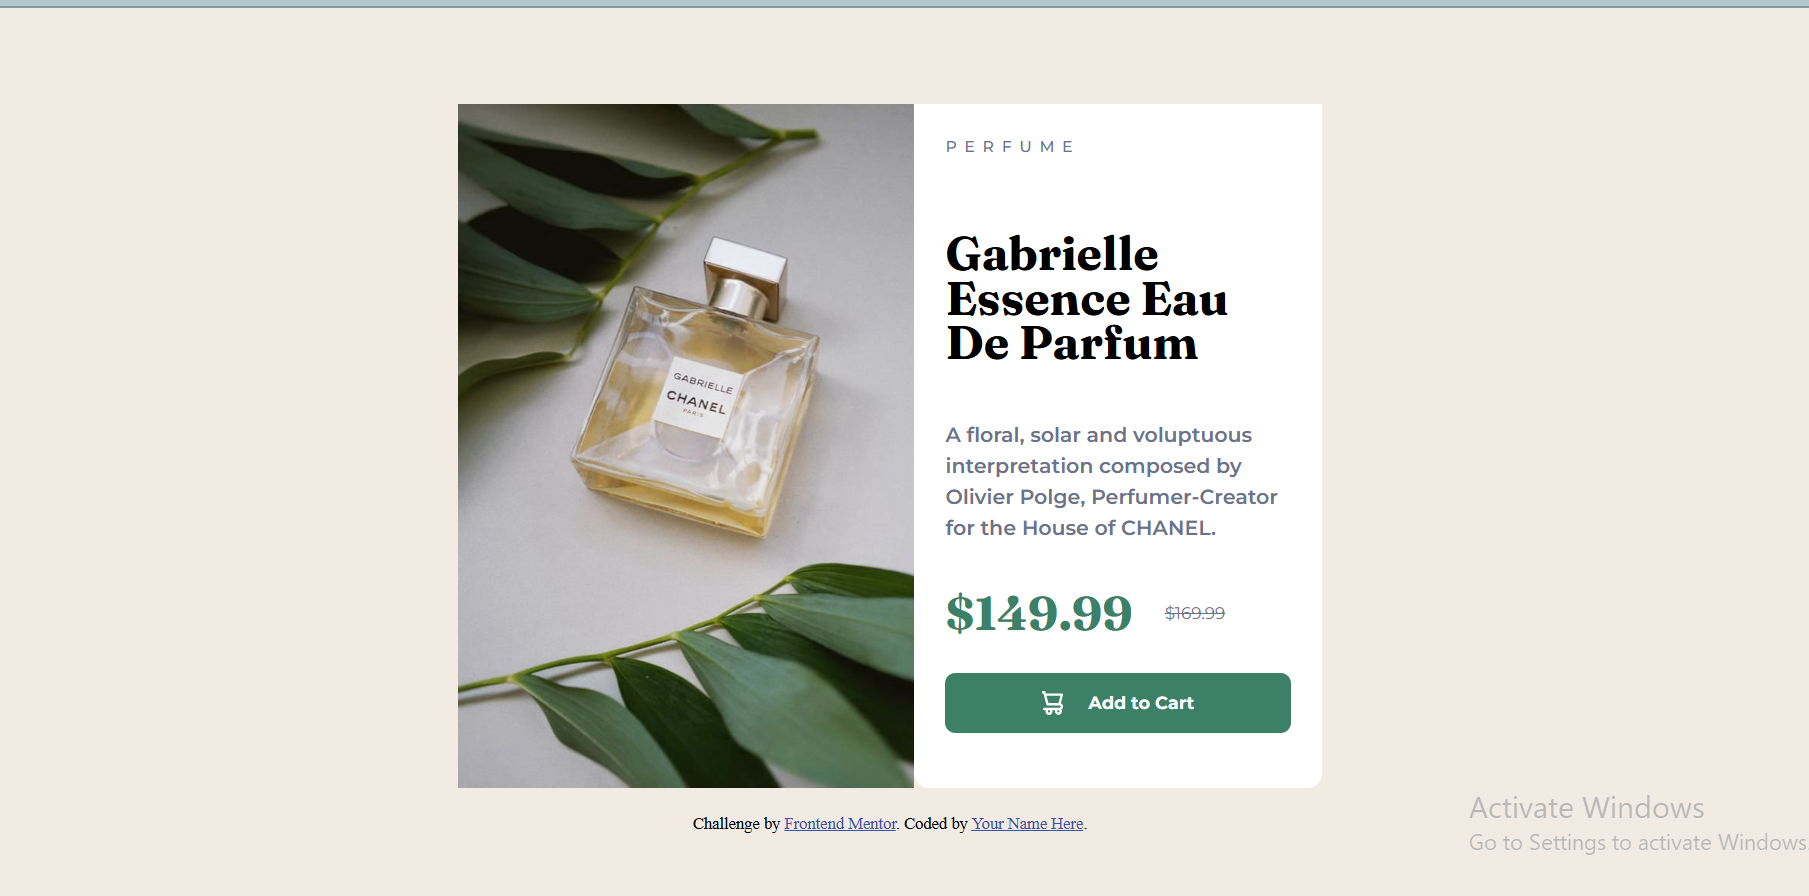 PERFUME
Gabrielle
Essence Eau
De Parfum
A floral, solar and voluptuous
interpretation composed by
Olivier Polge, Perfumer-Creator
for the House of CHANEL.
$149.99 $169.99
Add to Cart
GABRIELLE
CHANEL
PARIS
Challenge by Frontend Mentor. Coded by Your Name Here.
Activate Windows
Go to Settings to activate Windows.